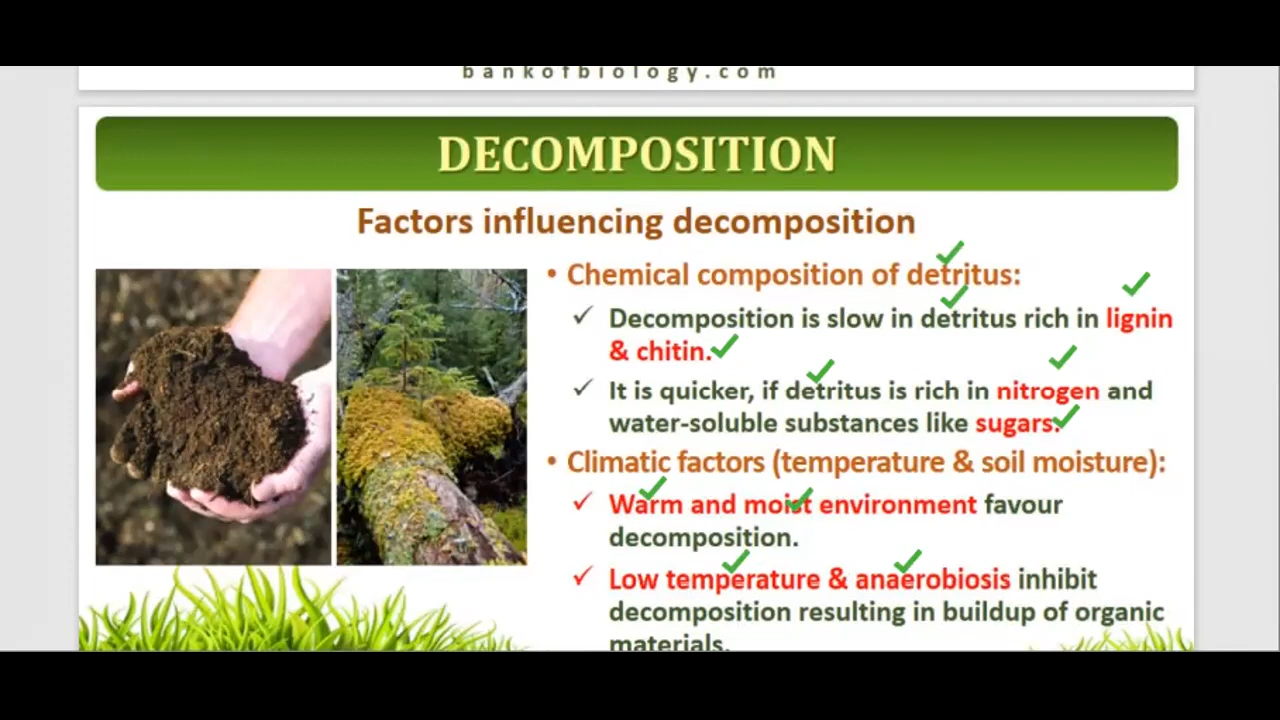 bankofbiology.com
DECOMPOSITION
Factors influencing decomposition
• Chemical composition of detritus:
Decomposition is slow in detritus rich in lignin
& chitin.
It is quicker, if detritus is rich in nitrogen and
water-soluble substances like sugars.
• Climatic factors (temperature & soil moisture):
Warm and moist environment favour
decomposition.
Low temperature & anaerobiosis inhibit
decomposition resulting in buildup of organic
materials.